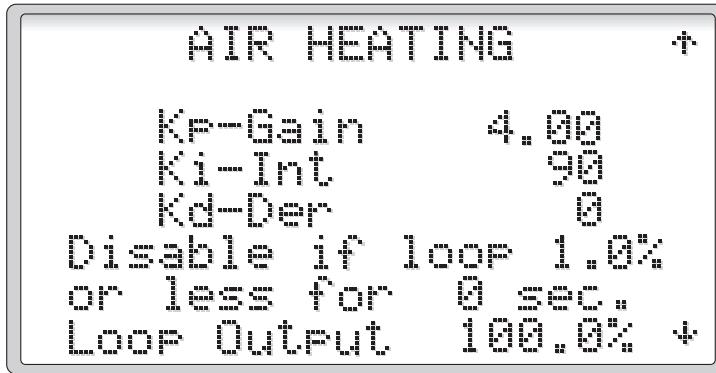 AIR HEATING ↑
Kp-Gain 4.00
Ki-Int 90
Kd-Der 0
Disable if loop 1.0%
or less for 0 sec.
Loop Output 100.0% ↓